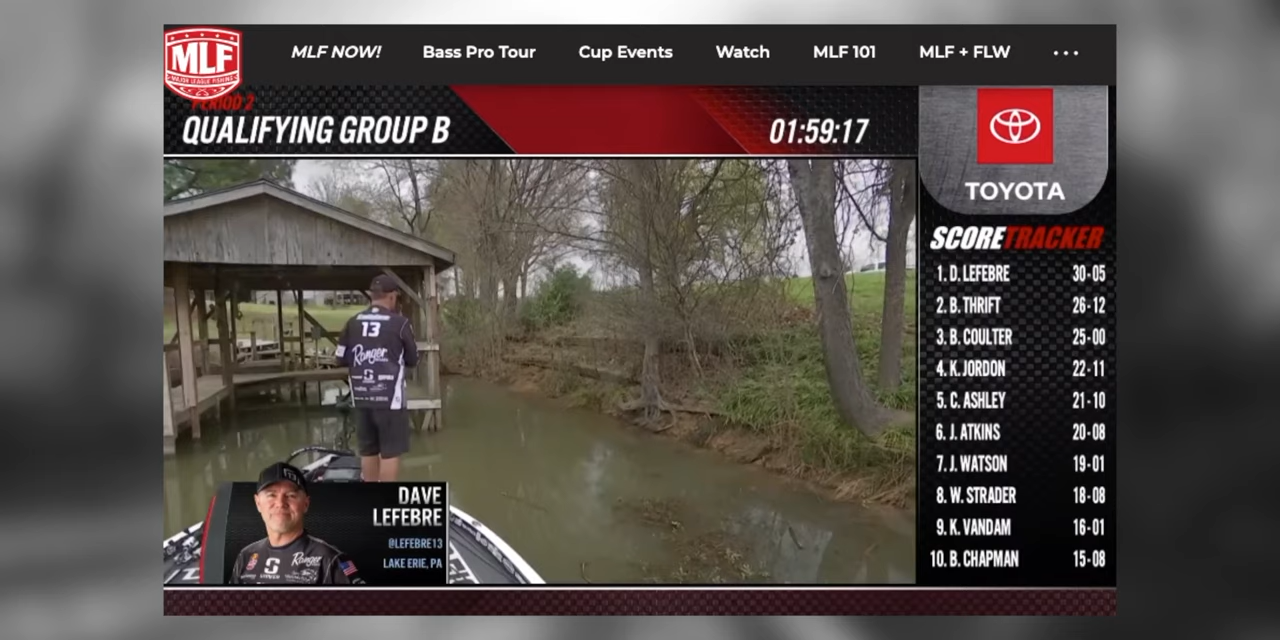 MLF
MAJOR LEAGUE FISHING
MLF NOW!
Bass Pro Tour
Cup Events
Watch
MLF 101
MLF + FLW
PERIOD 2
QUALIFYING GROUP B
01:59:17
TOYOTA
SCORETRACKER
1. D. LEFEBRE 30-05
2. B. THRIFT 26-12
3. B. COULTER 25-00
4. K. JORDON 22-11
5. C. ASHLEY 21-10
6. J. ATKINS 20-08
7. J. WATSON 19-01
8. W. STRADER 18-08
9. K. VANDAM 16-01
10. B. CHAPMAN 15-08
13
Ranger
DAVE
LEFEBRE
@LEFEBRE13
LAKE ERIE, PA
Ranger